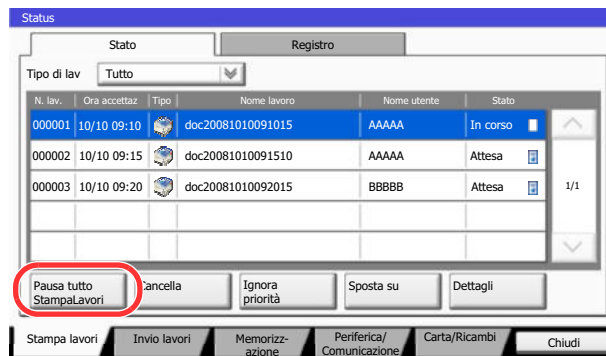 Status
Stato Registro
Tipo di lav Tutto
N. lav. Ora accettaz Tipo Nome lavoro Nome utente Stato
000001 10/10 09:10 doc20081010091015 AAAAA In corso
000002 10/10 09:15 doc20081010091510 AAAAA Attesa
000003 10/10 09:20 doc20081010092015 BBBBB Attesa
1/1
Pausa tutto
StampaLavori
Cancella
Ignora
priorità
Sposta su
Dettagli
Stampa lavori
Invio lavori
Memorizz-
azione
Periferica/
Comunicazione
Carta/Ricambi
Chiudi